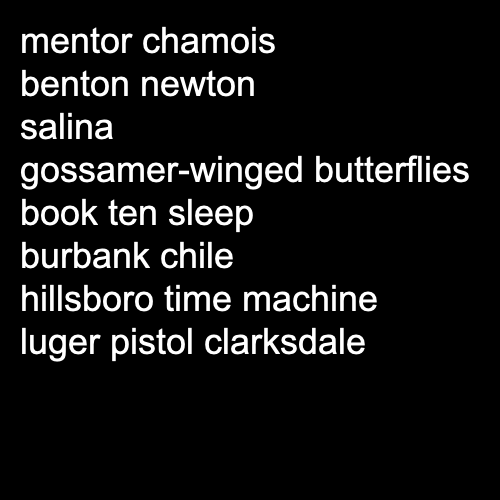 mentor chamois
benton newton
salina
gossamer-winged butterflies
book ten sleep
burbank chile
hillsboro time machine
luger pistol clarksdale